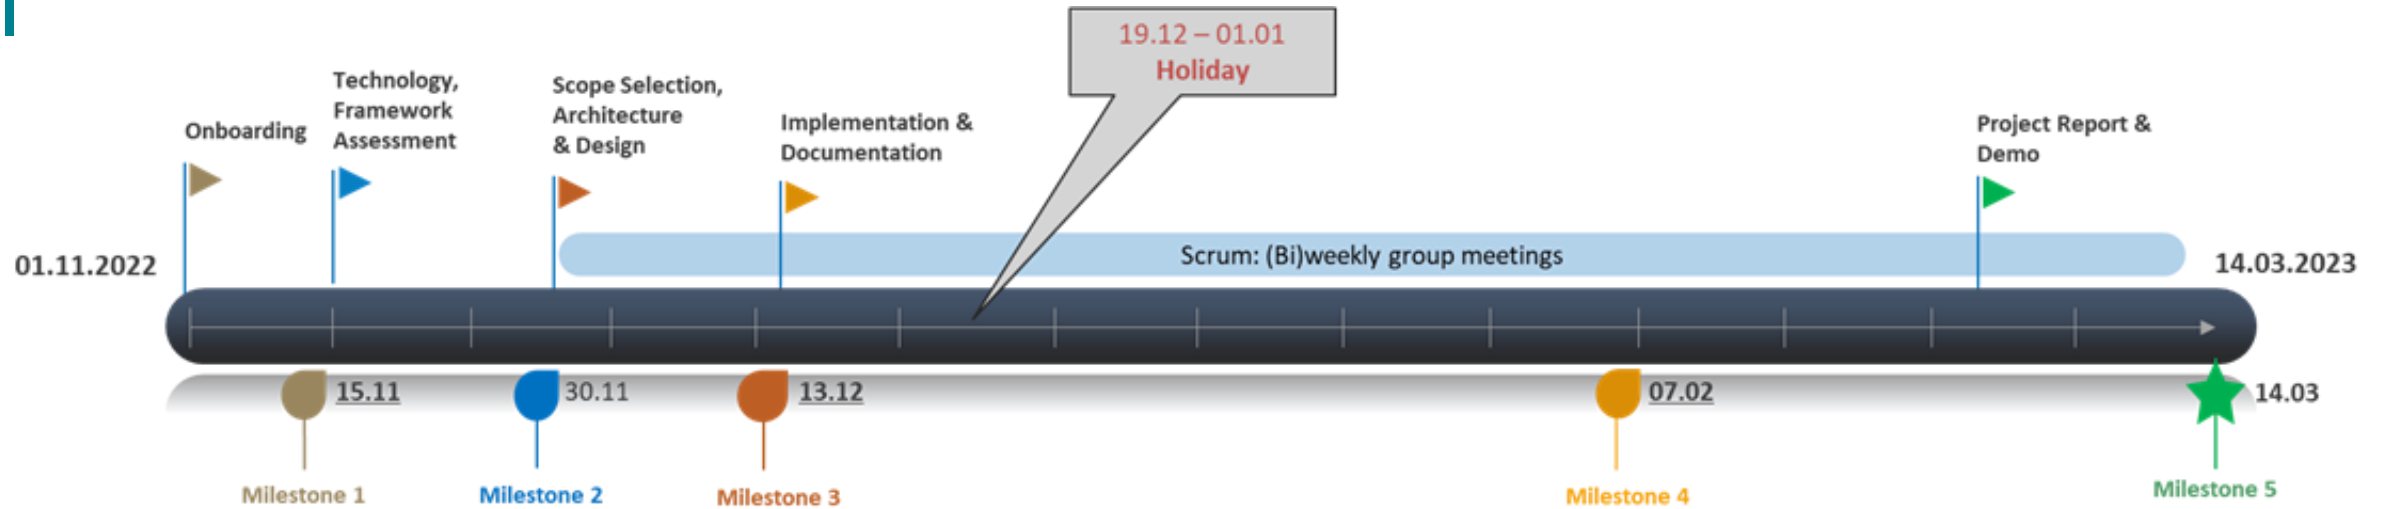 19.12 – 01.01
Holiday
Technology,
Framework
Assessment
Scope Selection,
Architecture
& Design
Onboarding
Implementation &
Documentation
Project Report &
Demo
01.11.2022
Scrum: (Bi)weekly group meetings
14.03.2023
15.11
30.11
13.12
07.02
14.03
Milestone 1
Milestone 2
Milestone 3
Milestone 4
Milestone 5